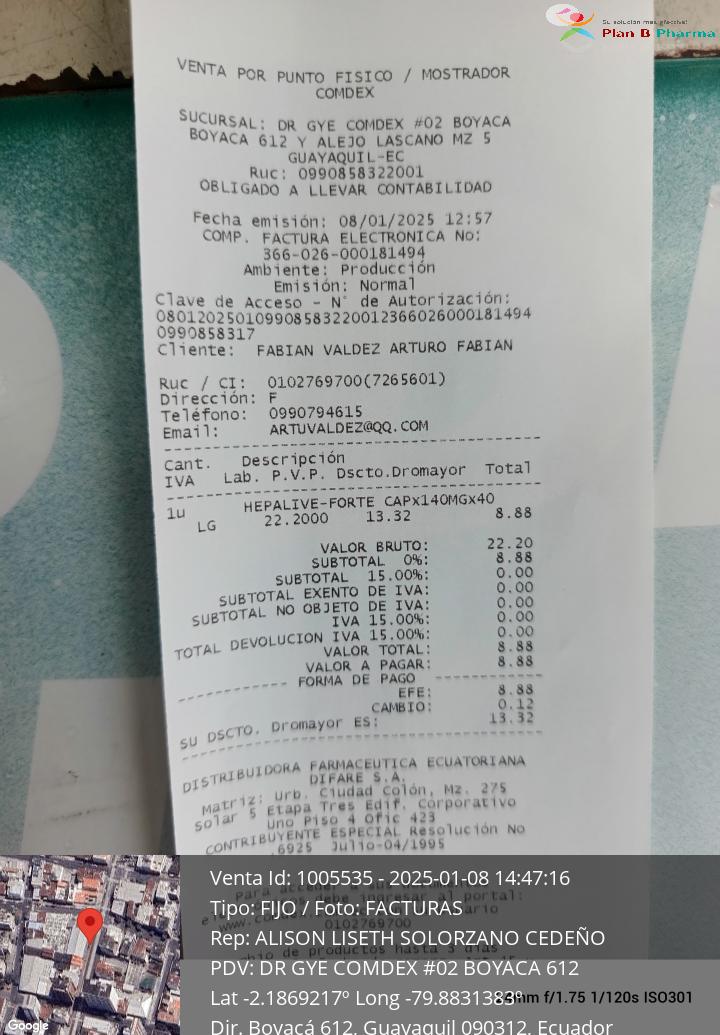 Su solución más efectiva!
Plan B Pharma
VENTA POR PUNTO FISICO / MOSTRADOR
COMDEX
SUCURSAL: DR GYE COMDEX #02 BOYACA
BOYACA 612 Y ALEJO LASCANO MZ 5
GUAYAQUIL-EC
Ruc: 0990858322001
OBLIGADO A LLEVAR CONTABILIDAD
Fecha emisión: 08/01/2025 12:57
COMP. FACTURA ELECTRONICA No:
366-026-000181494
Ambiente: Producción
Emisión: Normal
Clave de Acceso - N° de Autorización:
080120250109908583220012366026000181494
0990858317
Cliente: FABIAN VALDEZ ARTURO FABIAN
Ruc / CI: 0102769700(7265601)
Dirección: F
Teléfono: 0990794615
Email: ARTUVALDEZ@QQ.COM
Cant. Descripción
IVA Lab. P.V.P. Dscto.Dromayor Total
1u HEPALIVE-FORTE CAPx140MGx40
LG 22.2000 13.32 8.88
VALOR BRUTO: 22.20
SUBTOTAL 0%: 8.88
SUBTOTAL 15.00%: 0.00
SUBTOTAL EXENTO DE IVA: 0.00
SUBTOTAL NO OBJETO DE IVA: 0.00
IVA 15.00%: 0.00
TOTAL DEVOLUCION IVA 15.00%: 0.00
VALOR TOTAL: 8.88
VALOR A PAGAR: 8.88
----------- FORMA DE PAGO -----------
EFE: 8.88
CAMBIO: 0.12
SU DSCTO. Dromayor ES: 13.32
DISTRIBUIDORA FARMACEUTICA ECUATORIANA
DIFARE S.A.
Matriz: Urb. Ciudad Colón, Mz. 275
Solar 5 Etapa Tres Edif. Corporativo
Uno Piso 4 Ofic 423
CONTRIBUYENTE ESPECIAL Resolución No
6925 Julio-04/1995
Venta Id: 1005535 - 2025-01-08 14:47:16
Tipo: FIJO / Foto: FACTURAS
0102769700
Rep: ALISON LISETH SOLORZANO CEDEÑO
PDV: DR GYE COMDEX #02 BOYACA 612
Lat -2.1869217º Long
mm f/1.75 1/120s ISO301
Dir. Boyacá 612, Guayaquil 090312, Ecuador
Google